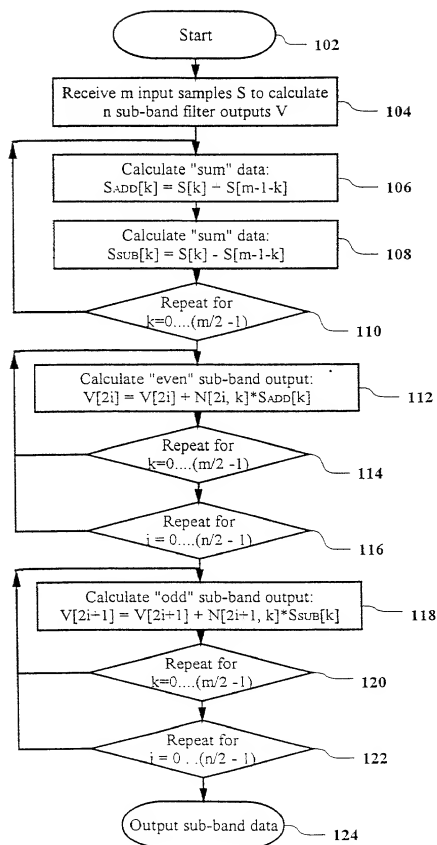 Start
102
Receive m input samples S to calculate
n sub-band filter outputs V
104
Calculate "sum" data:
SADD[k] = S[k] + S[m-1-k]
106
Calculate "sum" data:
SSUB[k] = S[k] - S[m-1-k]
108
Repeat for
k=0....(m/2 -1)
110
Calculate "even" sub-band output:
V[2i] = V[2i] + N[2i, k]*SADD[k]
112
Repeat for
k=0....(m/2 -1)
114
Repeat for
i = 0....(n/2 - 1)
116
Calculate "odd" sub-band output:
V[2i+1] = V[2i+1] + N[2i+1, k]*SSUB[k]
118
Repeat for
k=0....(m/2 -1)
120
Repeat for
i = 0 . . (n/2 - 1)
122
Output sub-band data
124